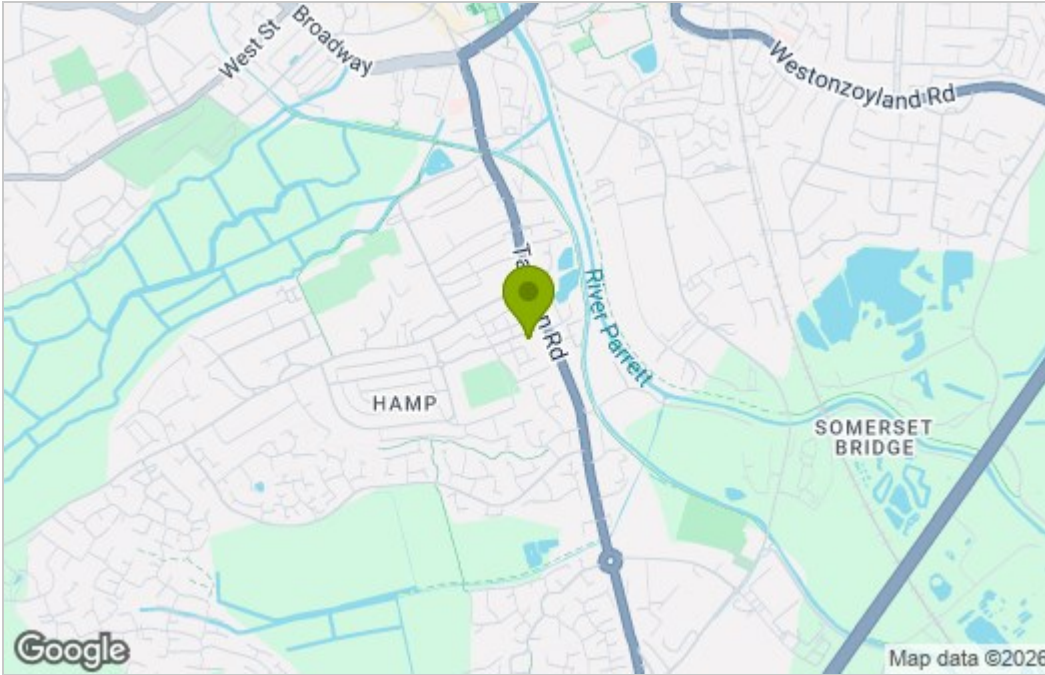 West St
Broadway
Westonzoyland Rd
River Parrett
HAMP
SOMERSET
BRIDGE
Google
Map data ©2026